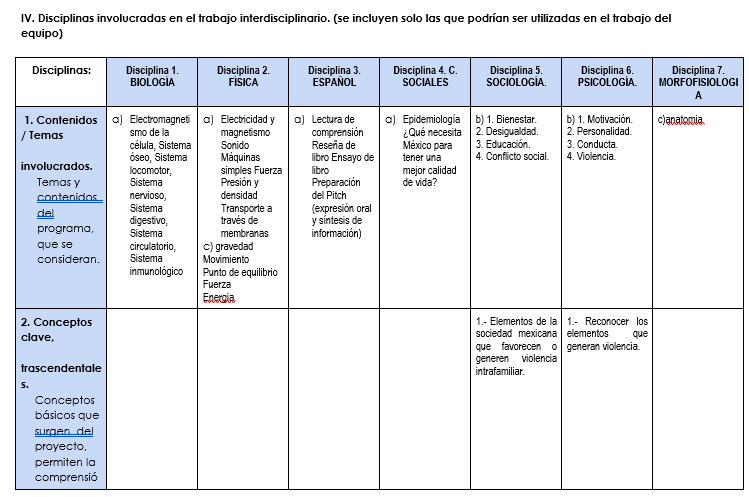 IV. Disciplinas involucradas en el trabajo interdisciplinario. (se incluyen solo las que podrían ser utilizadas en el trabajo del
equipo)
Disciplinas:
Disciplina 1.
BIOLOGÍA
Disciplina 2.
FÍSICA
Disciplina 3.
ESPAÑOL
Disciplina 4. C.
SOCIALES
Disciplina 5.
SOCIOLOGÍA.
Disciplina 6.
PSICOLOGÍA.
Disciplina 7.
MORFOFISIOLOGI
A
1. Contenidos
/ Temas
involucrados.
Temas y
contenidos
del
programa,
que se
consideran.
a) Electromagneti
smo de la
célula, Sistema
óseo, Sistema
locomotor,
Sistema
nervioso,
Sistema
digestivo,
Sistema
circulatorio,
Sistema
inmunológico
a) Electricidad y
magnetismo
Sonido
Máquinas
simples Fuerza
Presión y
densidad
Transporte a
través de
membranas
c) gravedad
Movimiento
Punto de equilibrio
Fuerza
Energia
a) Lectura de
comprensión
Reseña de
libro Ensayo de
libro
Preparación
del Pitch
(expresión oral
y síntesis de
información)
a) Epidemiología
¿Qué necesita
México para
tener una
mejor calidad
de vida?
b) 1. Bienestar.
2. Desigualdad.
3. Educación.
4. Conflicto social.
b) 1. Motivación.
2. Personalidad.
3. Conducta.
4. Violencia.
c)anatomia
2. Conceptos
clave,
trascendentale
s.
Conceptos
básicos que
surgen del
proyecto,
permiten la
comprensió
1.- Elementos de la
sociedad mexicana
que favorecen o
generen violencia
intrafamiliar.
1.- Reconocer los
elementos que
generan violencia.